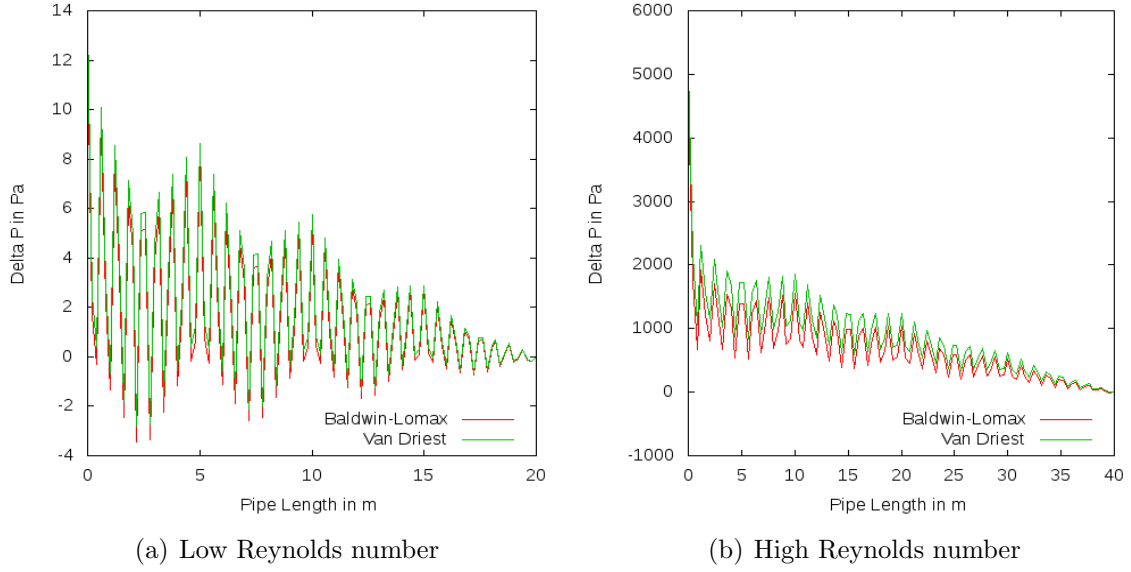 14
12
10
8
6
4
2
0
-2
-4
0 5 10 15 20
Delta P in Pa
Pipe Length in m
Baldwin-Lomax
Van Driest
(a) Low Reynolds number
6000
5000
4000
3000
2000
1000
0
-1000
0 5 10 15 20 25 30 35 40
Delta P in Pa
Pipe Length in m
Baldwin-Lomax
Van Driest
(b) High Reynolds number